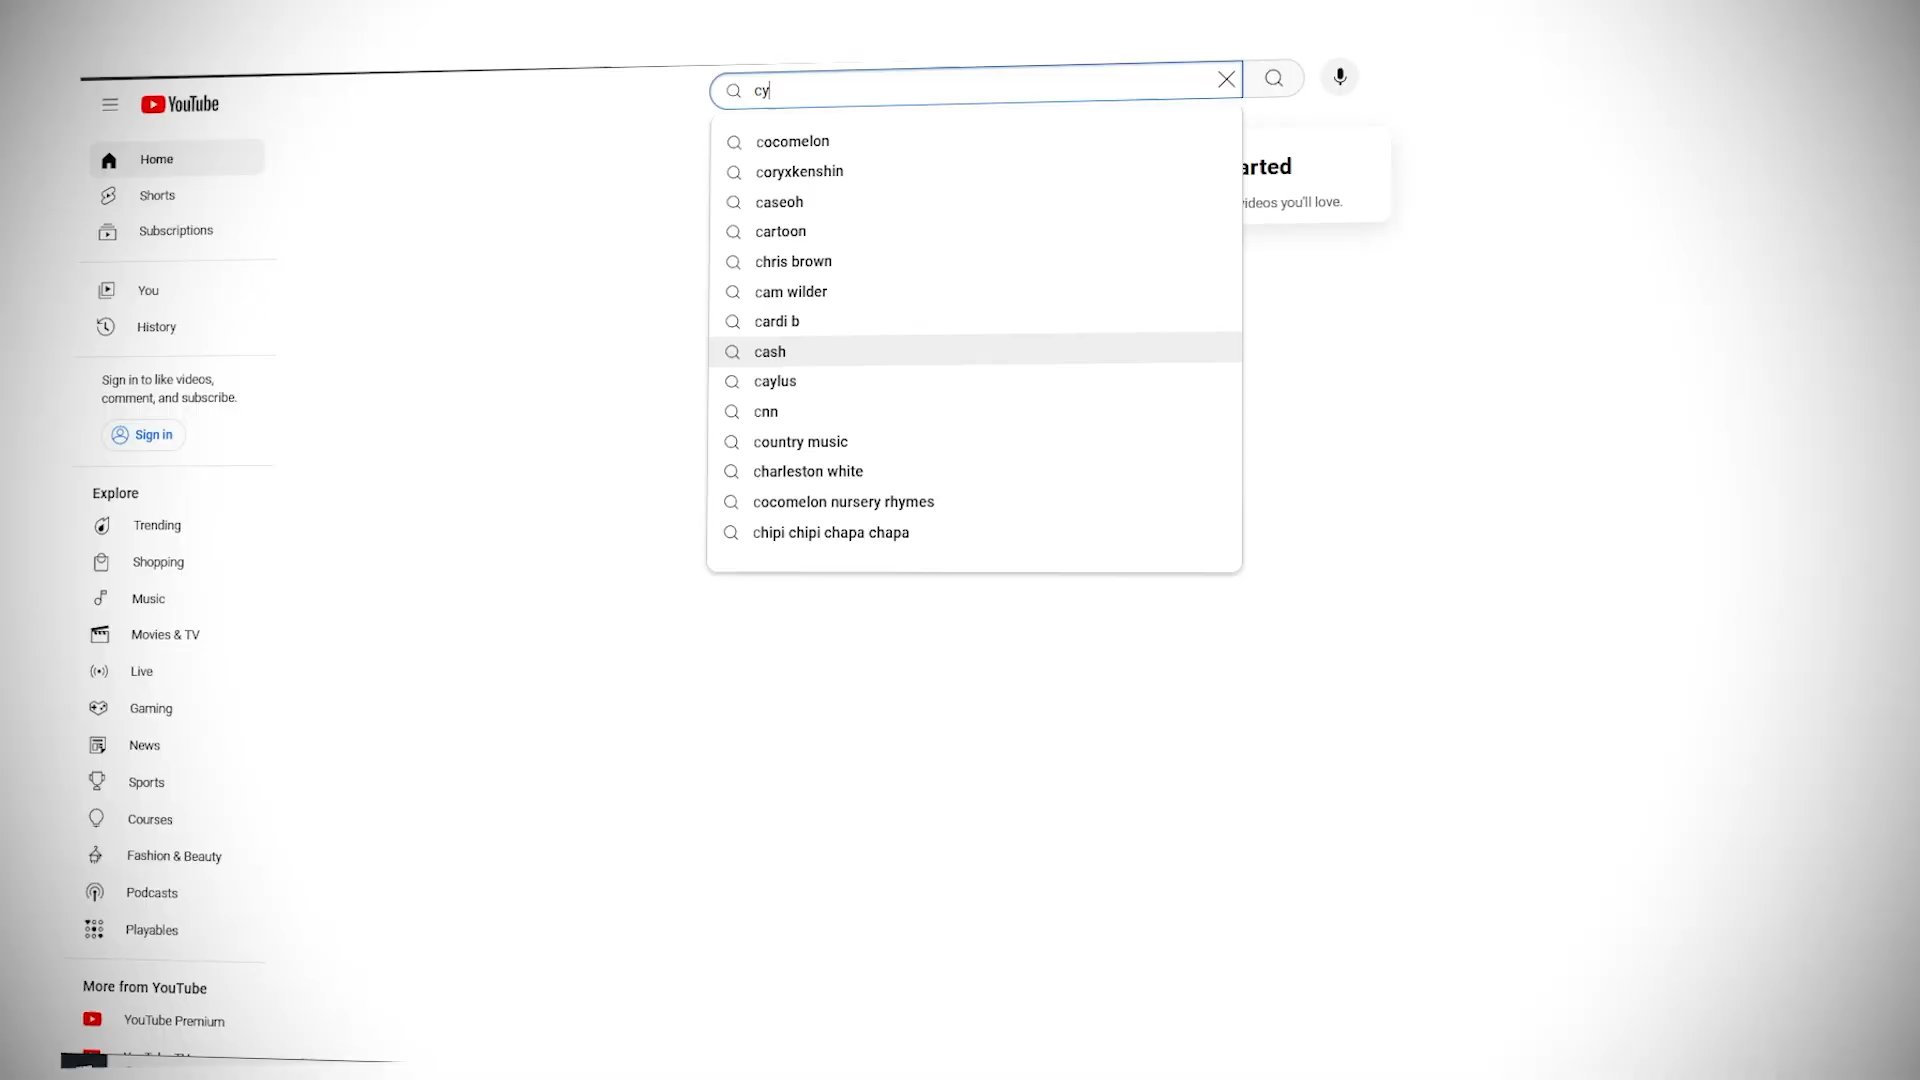 YouTube
cy
Home
Shorts
Subscriptions
You
History
Sign in to like videos,
comment, and subscribe.
Sign in
Explore
Trending
Shopping
Music
Movies & TV
Live
Gaming
News
Sports
Courses
Fashion & Beauty
Podcasts
Playables
More from YouTube
YouTube Premium
cocomelon
coryxkenshin
caseoh
cartoon
chris brown
cam wilder
cardi b
cash
caylus
cnn
country music
charleston white
cocomelon nursery rhymes
chipi chipi chapa chapa
arted
videos you'll love.